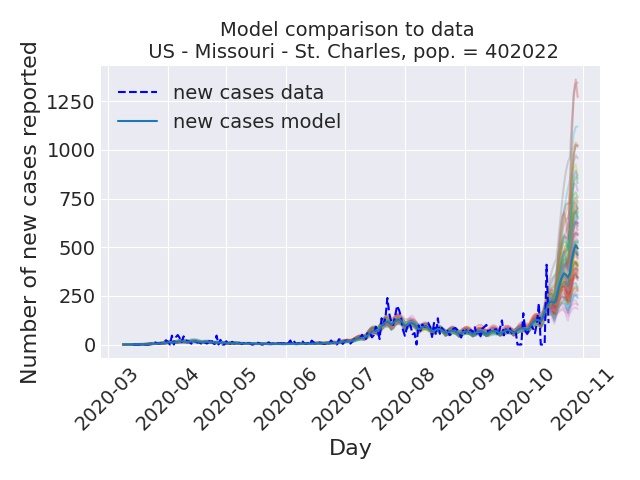 Model comparison to data
US - Missouri - St. Charles, pop. = 402022
Number of new cases reported
new cases data
new cases model
1250
1000
750
500
250
0
2020-03
2020-04
2020-05
2020-06
2020-07
2020-08
2020-09
2020-10
2020-11
Day